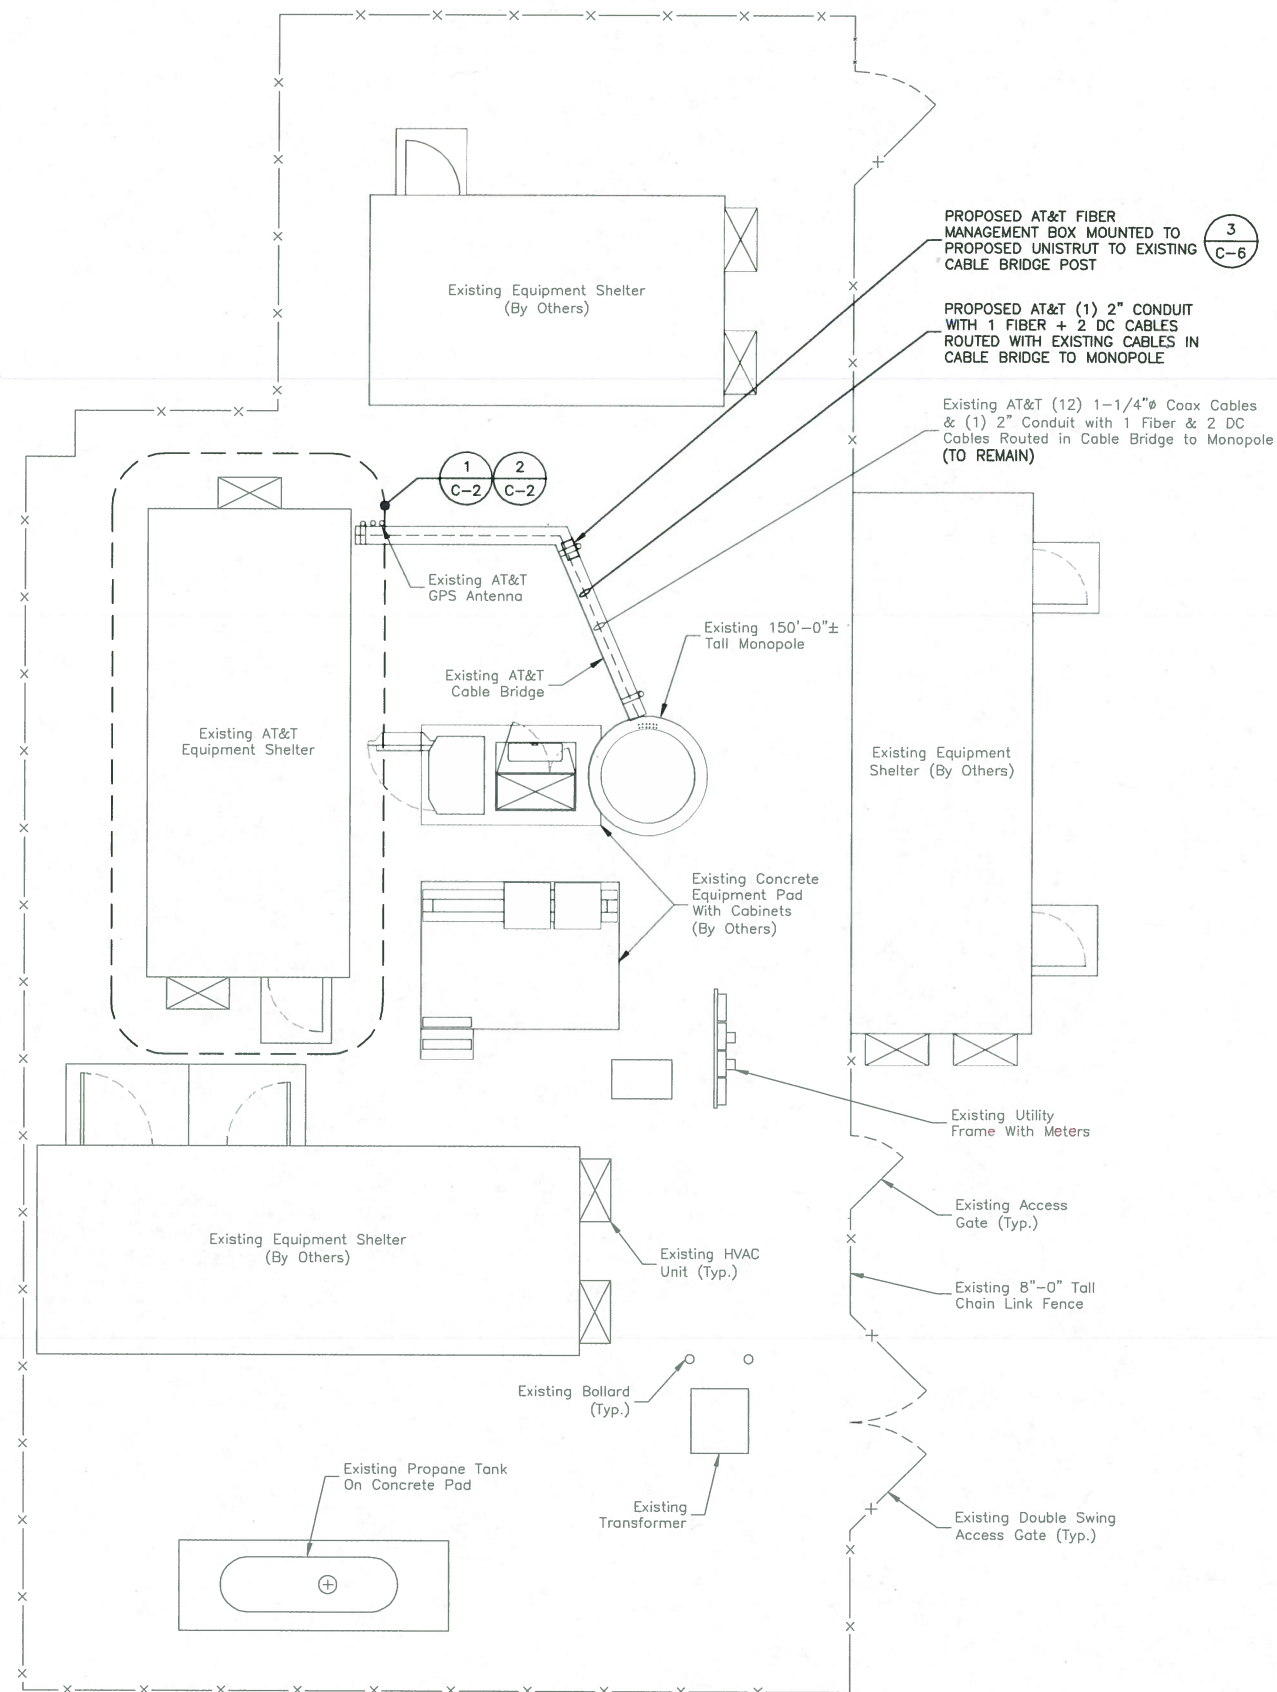 PROPOSED AT&T FIBER
MANAGEMENT BOX MOUNTED TO
PROPOSED UNISTRUT TO EXISTING
CABLE BRIDGE POST
3
C-6
Existing Equipment Shelter
(By Others)
PROPOSED AT&T (1) 2" CONDUIT
WITH 1 FIBER + 2 DC CABLES
ROUTED WITH EXISTING CABLES IN
CABLE BRIDGE TO MONOPOLE
Existing AT&T (12) 1-1/4"ø Coax Cables
& (1) 2" Conduit with 1 Fiber & 2 DC
Cables Routed in Cable Bridge to Monopole
(TO REMAIN)
1
C-2
2
C-2
Existing AT&T
GPS Antenna
Existing 150'-0"±
Tall Monopole
Existing AT&T
Cable Bridge
Existing AT&T
Equipment Shelter
Existing Equipment
Shelter (By Others)
Existing Concrete
Equipment Pad
With Cabinets
(By Others)
Existing Utility
Frame With Meters
Existing Access
Gate (Typ.)
Existing Equipment Shelter
(By Others)
Existing HVAC
Unit (Typ.)
Existing 8"-0" Tall
Chain Link Fence
Existing Bollard
(Typ.)
Existing Propane Tank
On Concrete Pad
Existing
Transformer
Existing Double Swing
Access Gate (Typ.)